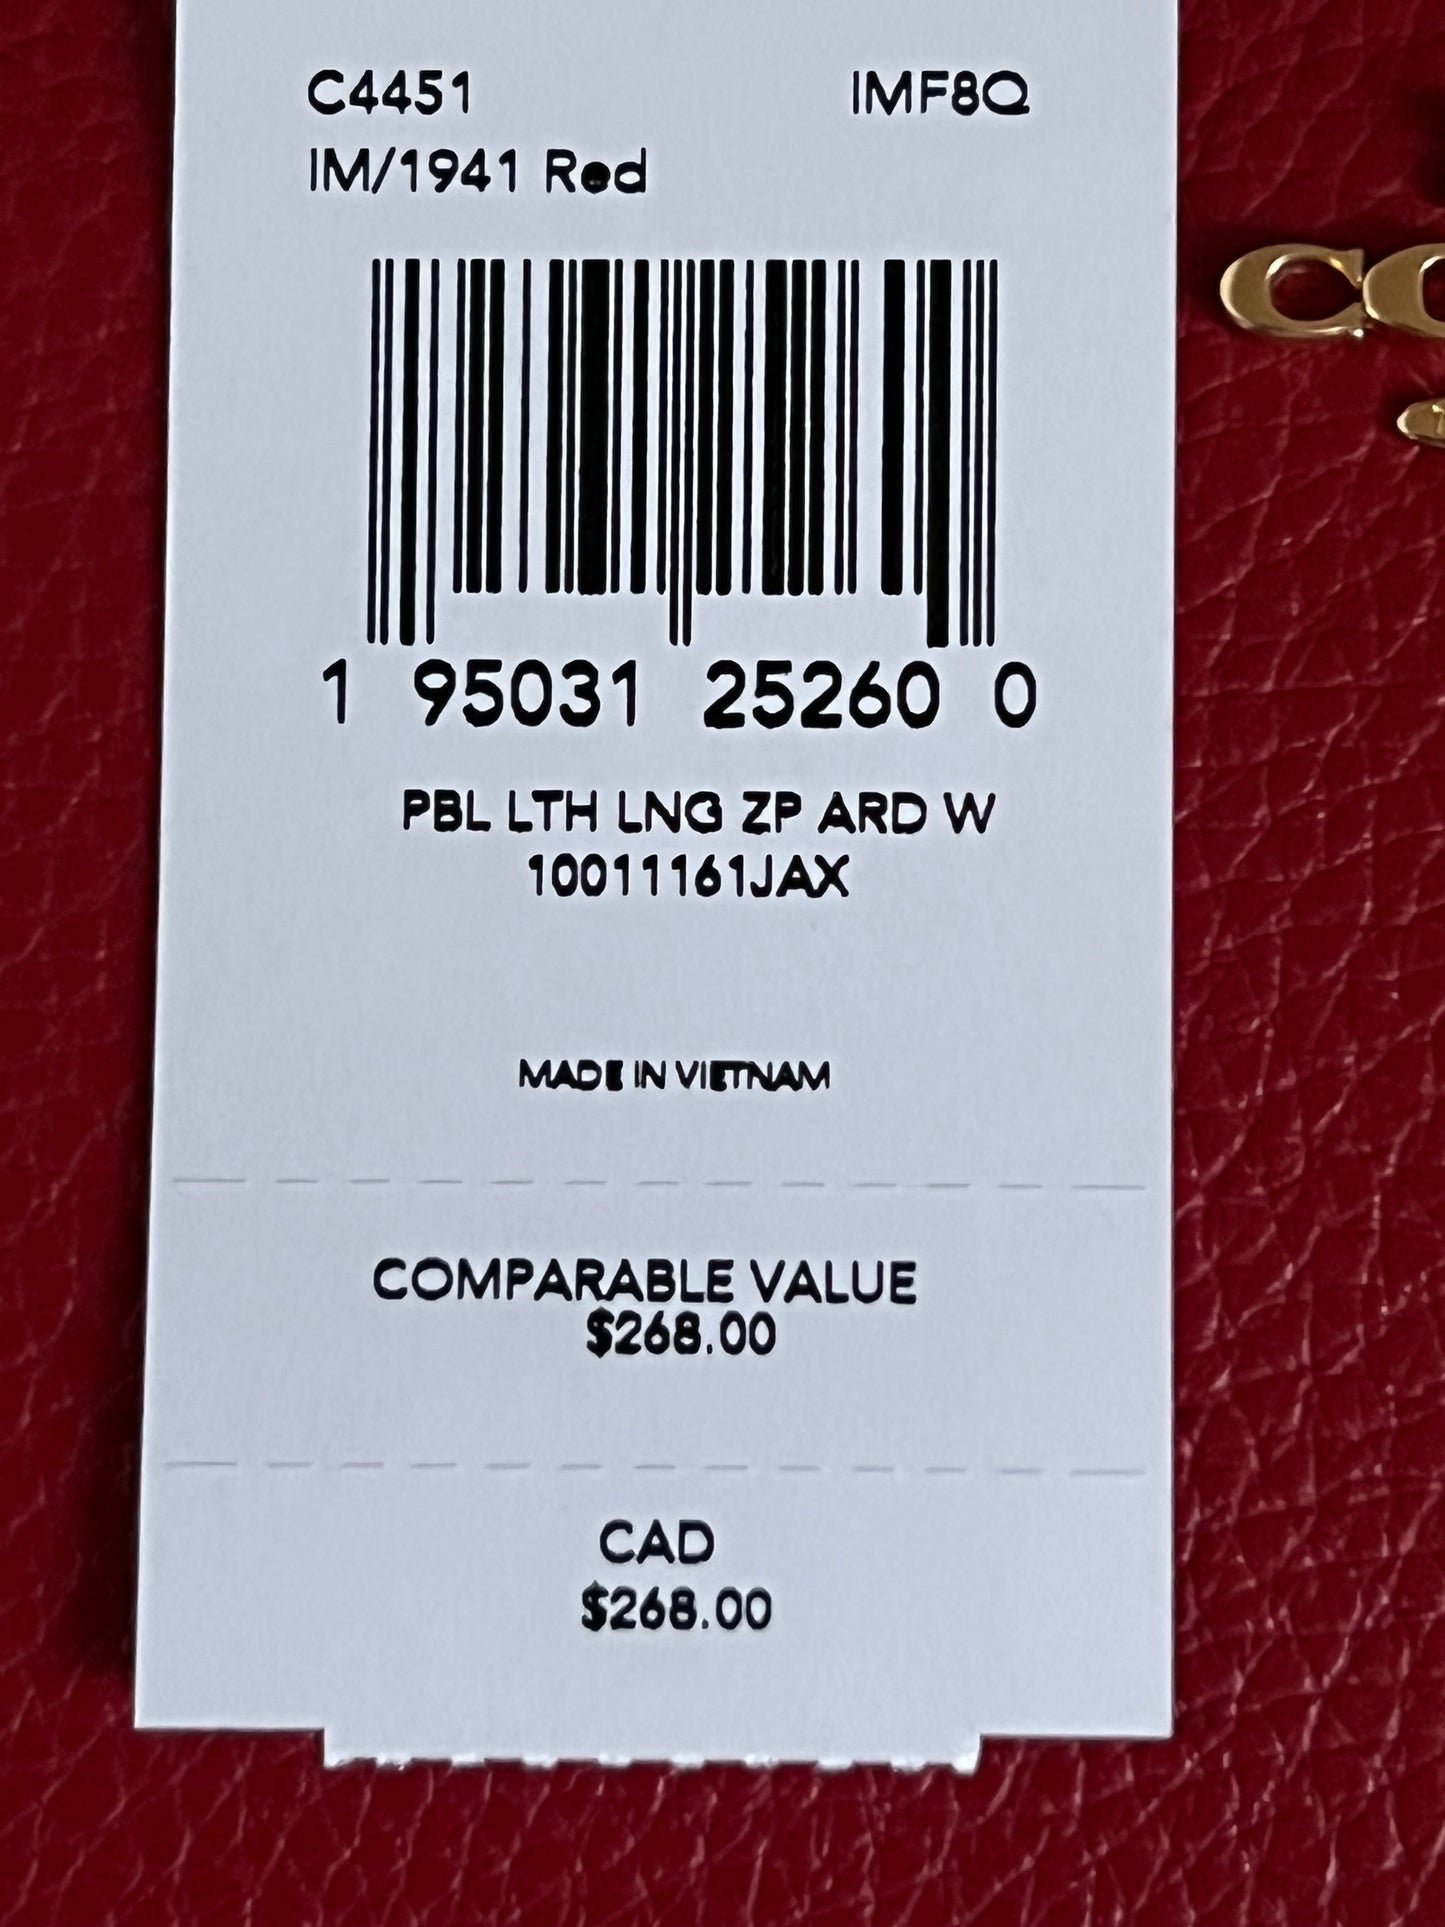 C4451 IMF8Q
IM/1941 Red
1 95031 25260 0
PBL LTH LNG ZP ARD W
10011161JAX
MADE IN VIETNAM
COMPARABLE VALUE
$268.00
CAD
$268.00